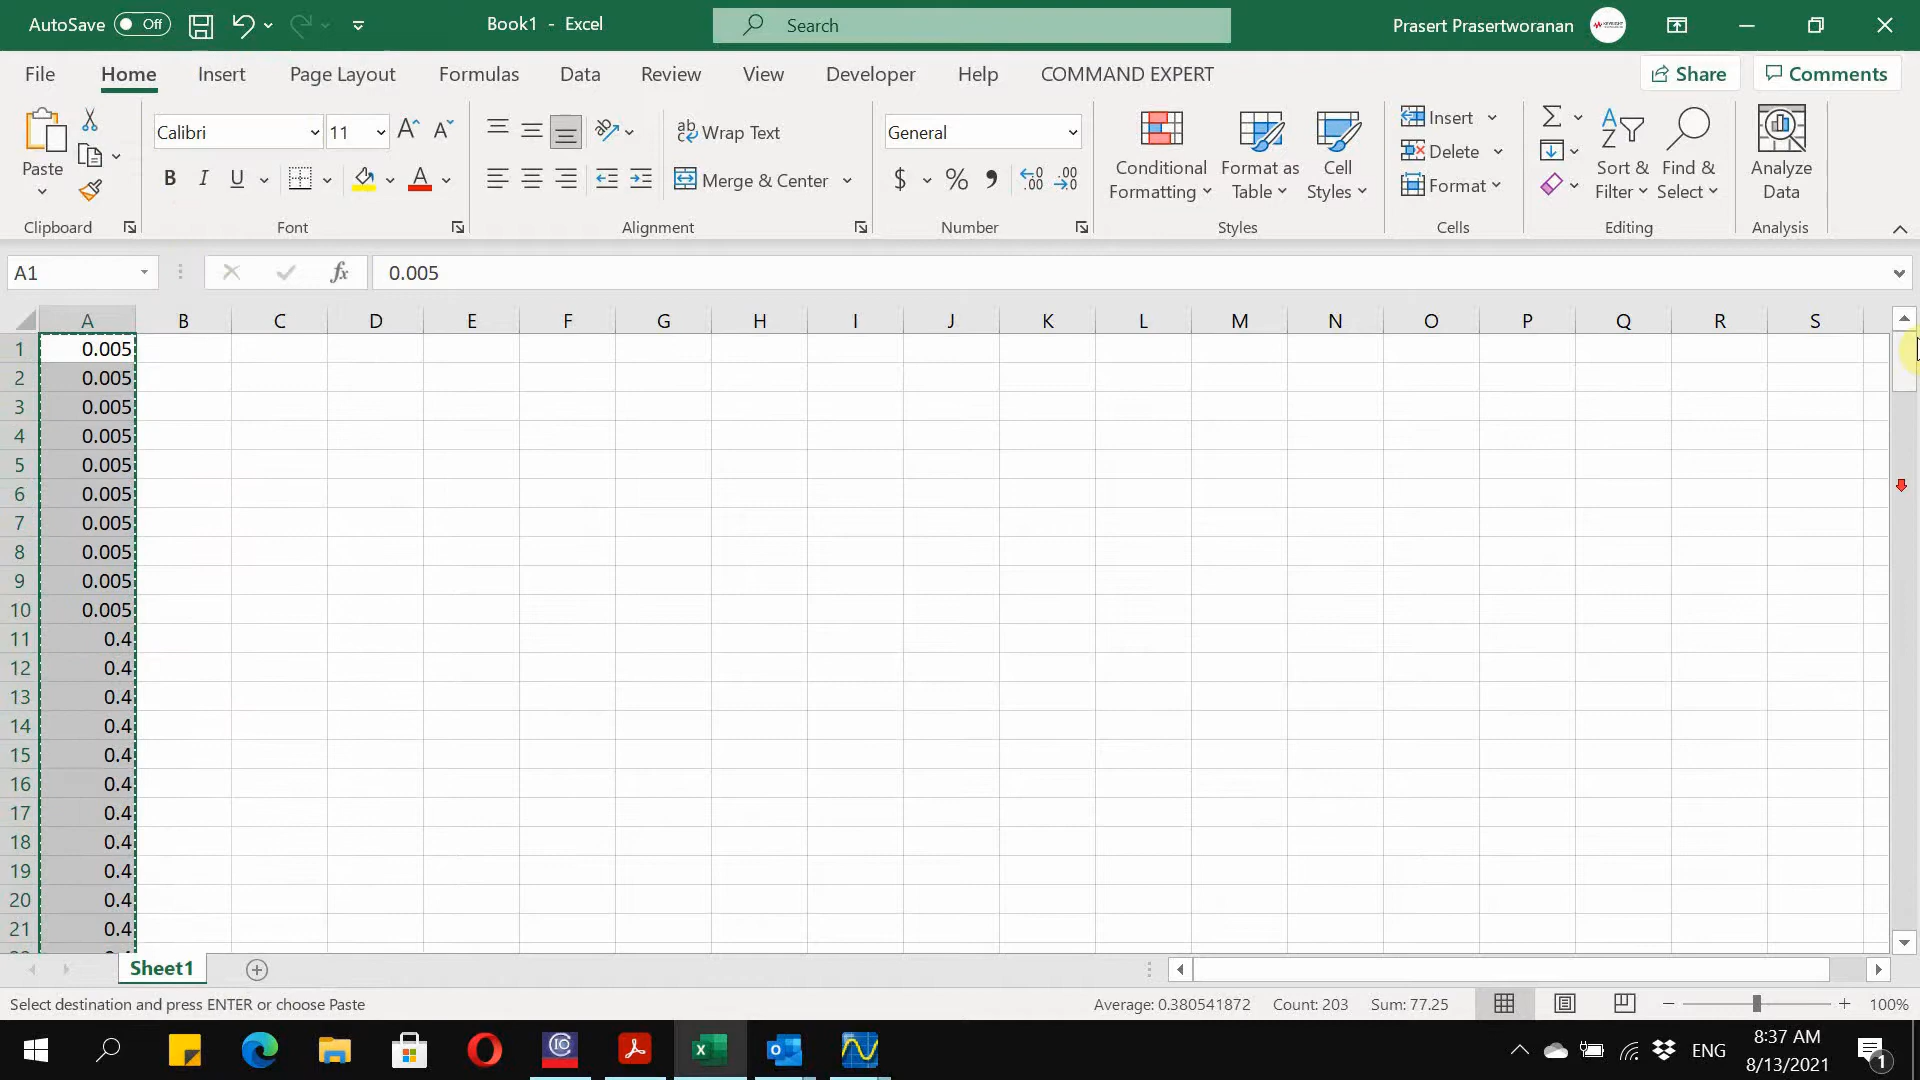 AutoSave Off Book1 - Excel Search Prasert Prasertworanan
File Home Insert Page Layout Formulas Data Review View Developer Help COMMAND EXPERT Share Comments
Calibri 11 ab Wrap Text General Insert
Paste Conditional Format as Cell Delete Sort & Find & Analyze
B I U Merge & Center $ % Formatting Table Styles Format Filter Select Data
Clipboard Font Alignment Number Styles Cells Editing Analysis
A1 fx 0.005
A B C D E F G H I J K L M N O P Q R S
1 0.005
2 0.005
3 0.005
4 0.005
5 0.005
6 0.005
7 0.005
8 0.005
9 0.005
10 0.005
11 0.4
12 0.4
13 0.4
14 0.4
15 0.4
16 0.4
17 0.4
18 0.4
19 0.4
20 0.4
21 0.4
Sheet1
Select destination and press ENTER or choose Paste Average: 0.380541872 Count: 203 Sum: 77.25 100%
ENG 8:37 AM
8/13/2021 1